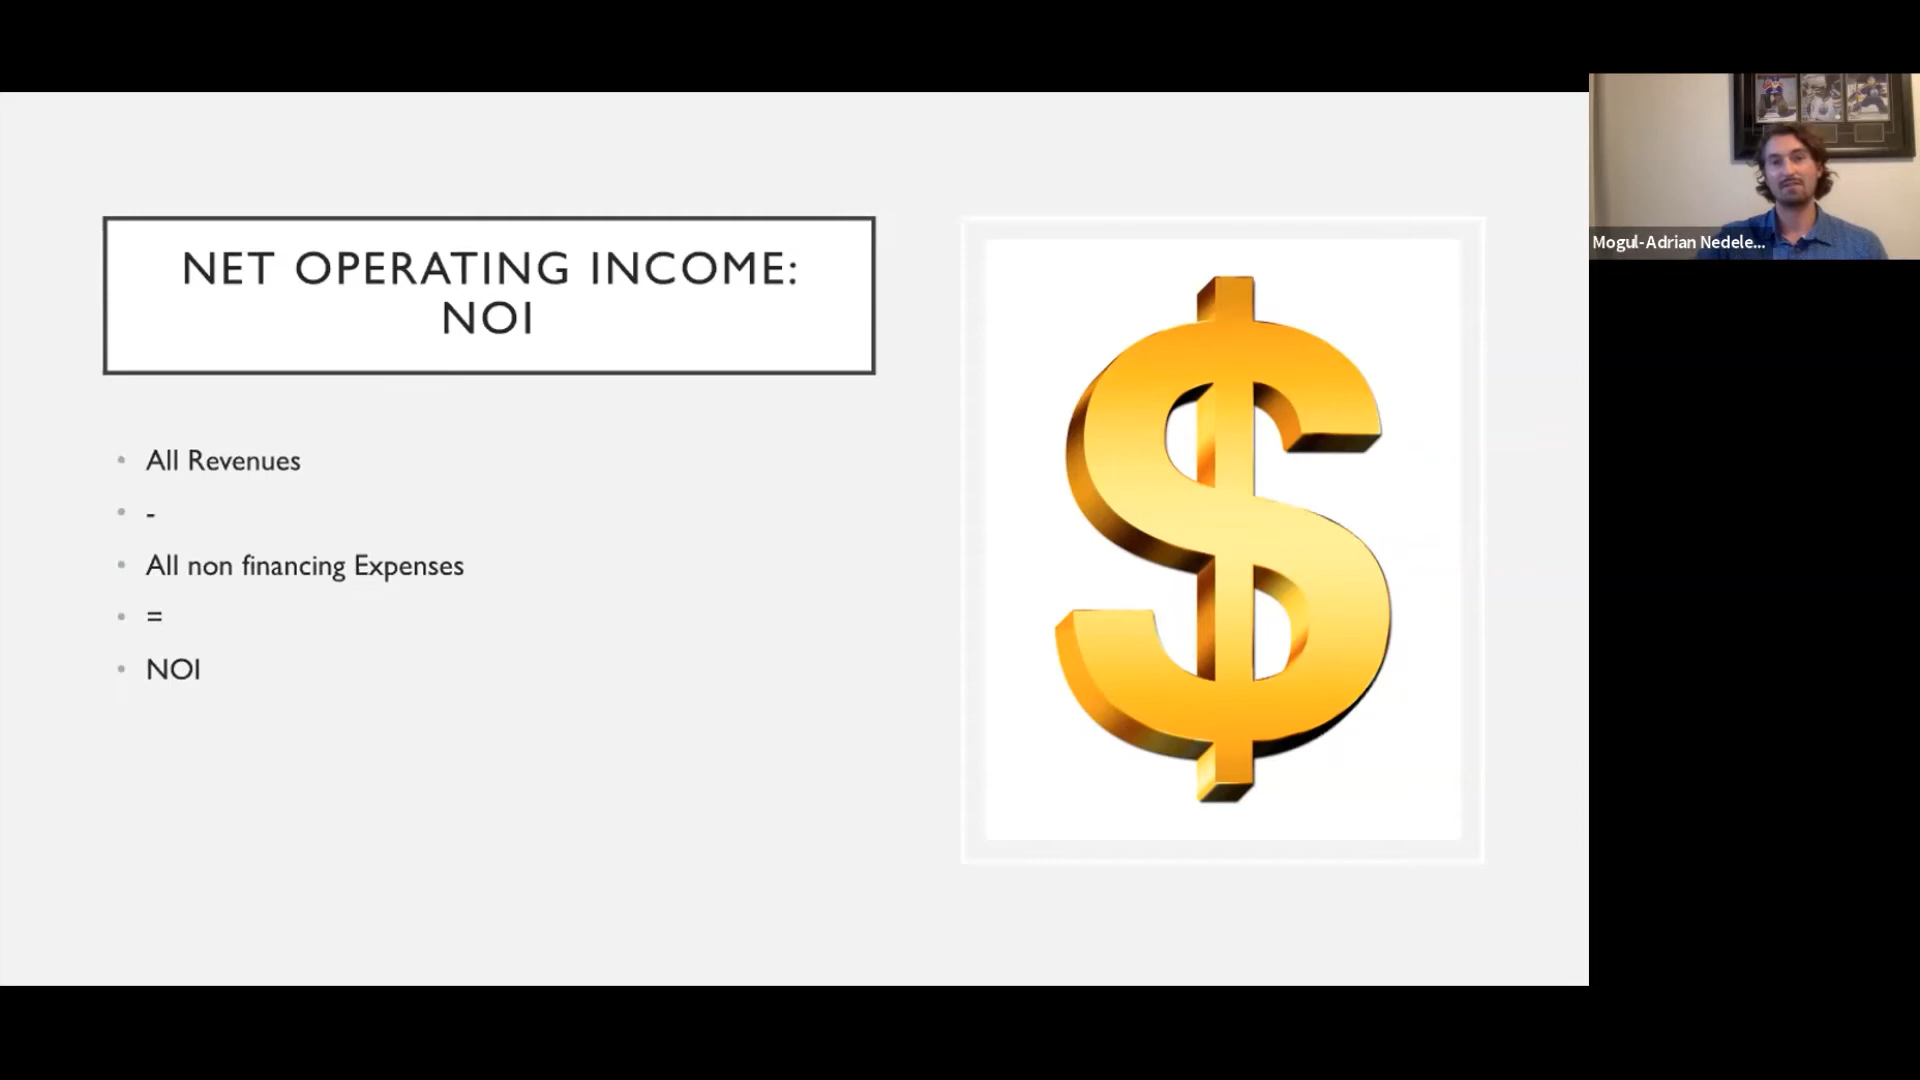 NET OPERATING INCOME:
NOI
• All Revenues
• -
• All non financing Expenses
• =
• NOI
Mogul-Adrian Nedele...